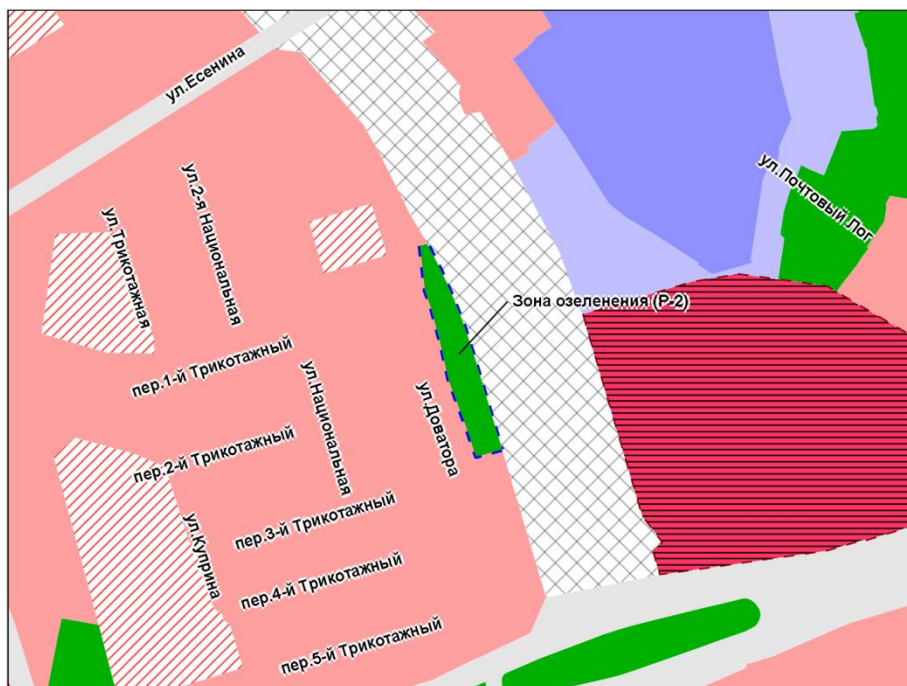 ул.Есенина
ул.2-я Национальная
ул.Трикотажная
ул.Почтовый Лог
Зона озеленения (Р-2)
пер.1-й Трикотажный
ул.Национальная
ул.Доватора
пер.2-й Трикотажный
ул.Куприна
пер.3-й Трикотажный
пер.4-й Трикотажный
пер.5-й Трикотажный